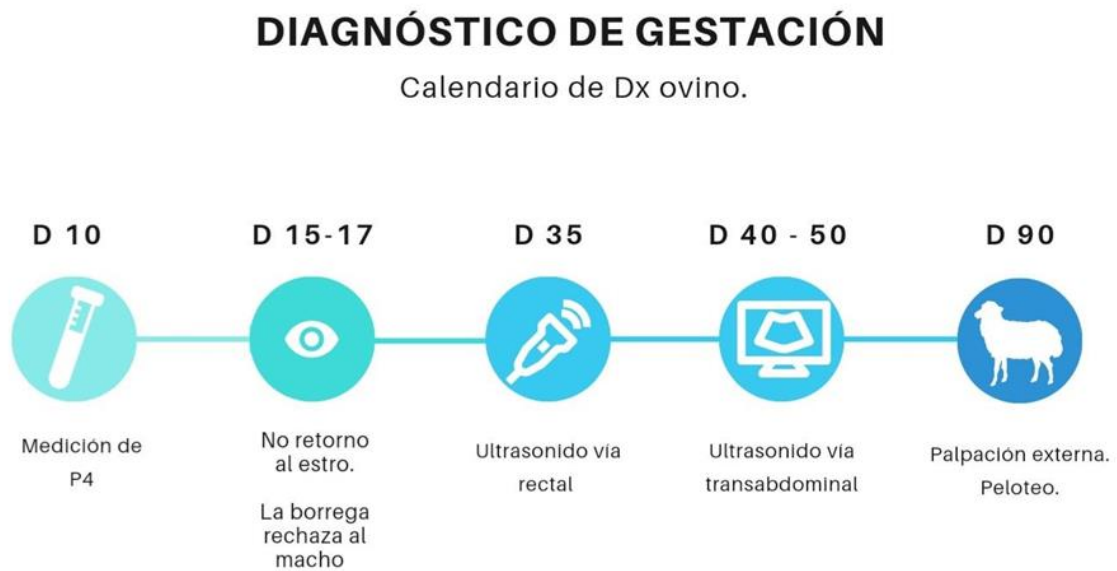 DIAGNÓSTICO DE GESTACIÓN
Calendario de Dx ovino.
D 10
Medición de
P4
D 15-17
No retorno
al estro.
La borrega
rechaza al
macho
D 35
Ultrasonido vía
rectal
D 40 - 50
Ultrasonido vía
transabdominal
D 90
Palpación externa.
Peloteo.